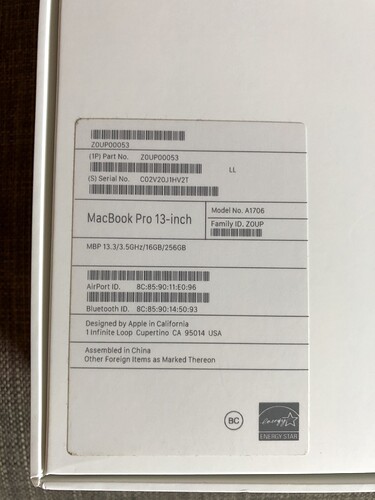 Z0UP00053
(1P) Part No. Z0UP00053
LL
(S) Serial No. C02V20J1HV2T
MacBook Pro 13-inch
Model No. A1706
Family ID. Z0UP
MBP 13.3/3.5GHz/16GB/256GB
AirPort ID. 8C:85:90:11:E0:96
Bluetooth ID. 8C:85:90:14:50:93
Designed by Apple in California
1 Infinite Loop Cupertino CA 95014 USA
Assembled in China
Other Foreign Items as Marked Thereon
BC
energy
ENERGY STAR